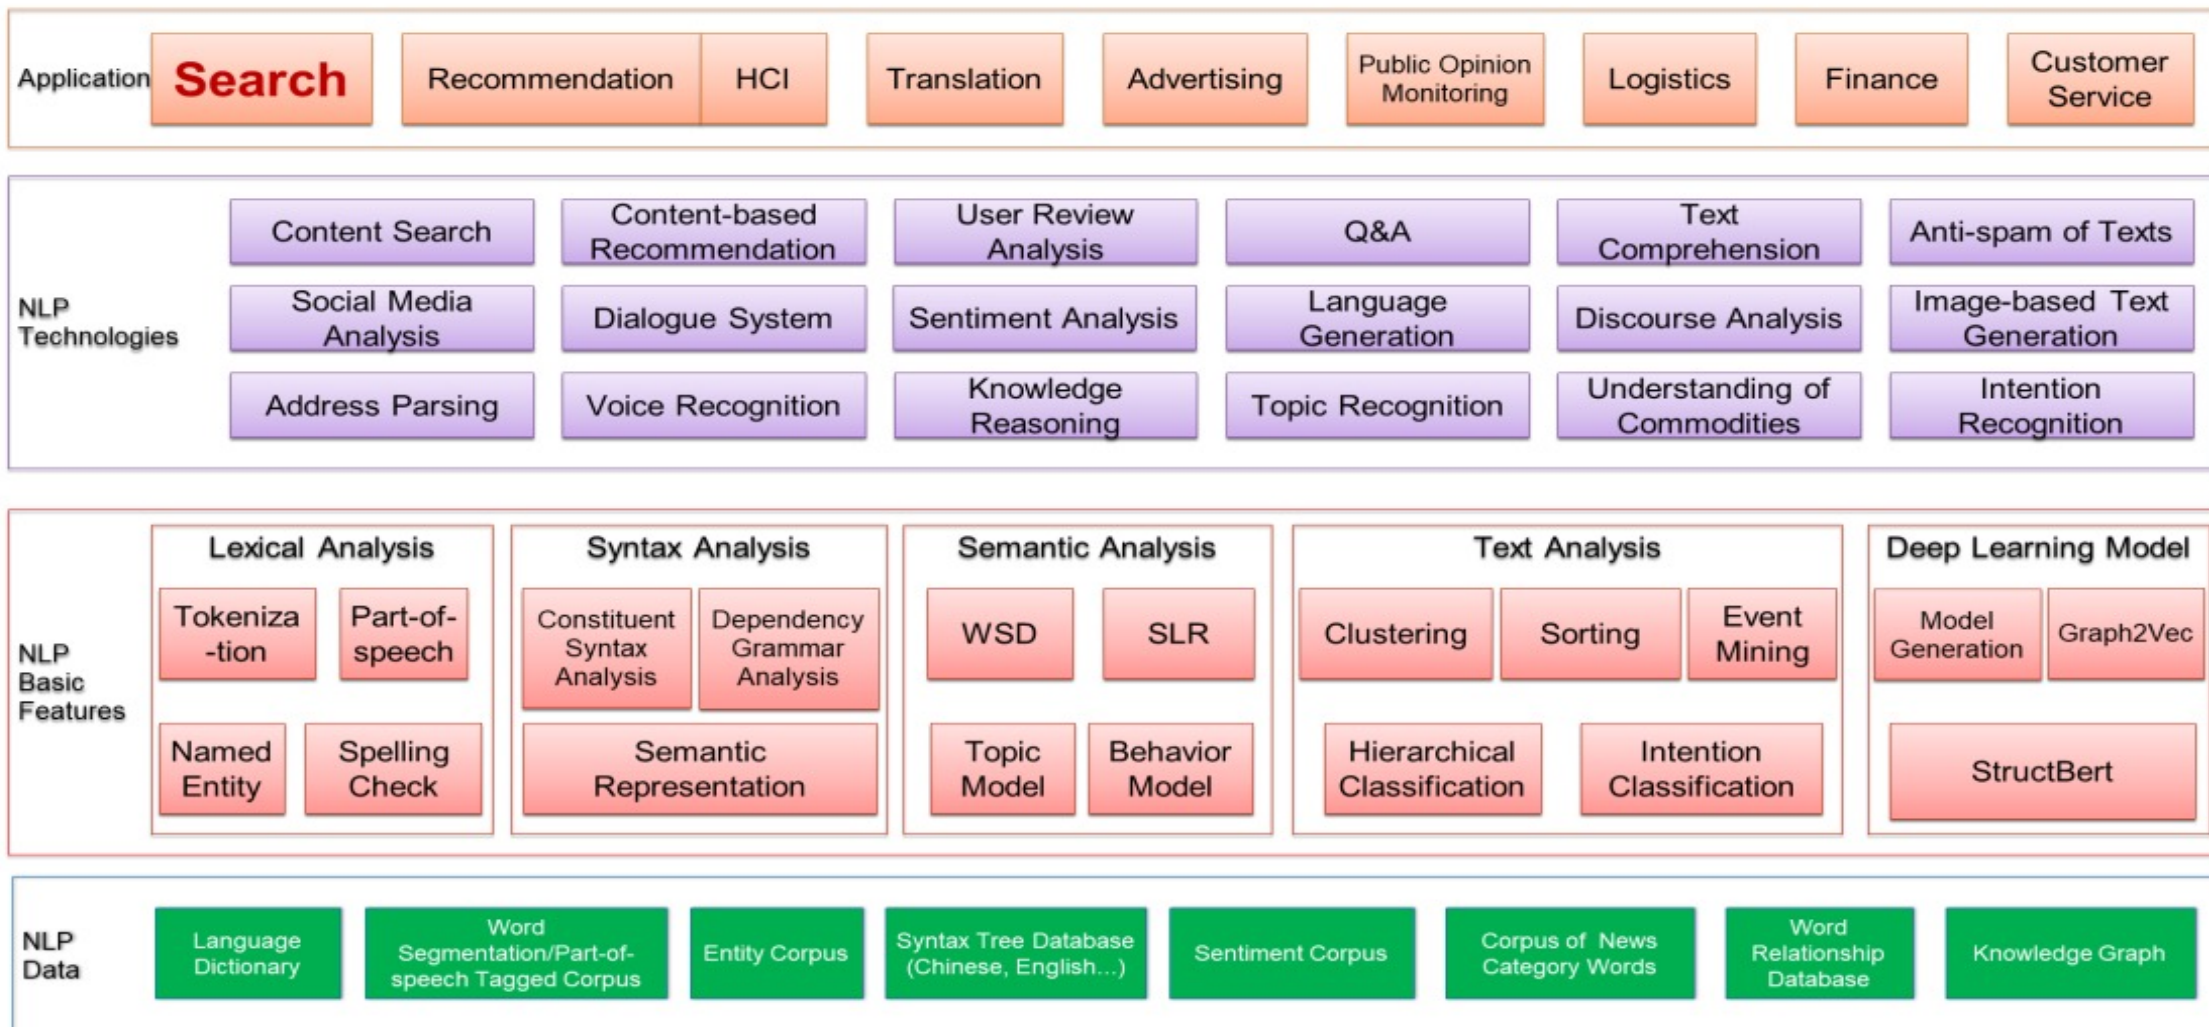 Application
Search
Recommendation
HCI
Translation
Advertising
Public Opinion
Monitoring
Logistics
Finance
Customer
Service
NLP
Technologies
Content Search
Content-based
Recommendation
User Review
Analysis
Q&A
Text
Comprehension
Anti-spam of Texts
Social Media
Analysis
Dialogue System
Sentiment Analysis
Language
Generation
Discourse Analysis
Image-based Text
Generation
Address Parsing
Voice Recognition
Knowledge
Reasoning
Topic Recognition
Understanding of
Commodities
Intention
Recognition
NLP
Basic
Features
Lexical Analysis
Tokeniza
-tion
Part-of-
speech
Named
Entity
Spelling
Check
Syntax Analysis
Constituent
Syntax
Analysis
Dependency
Grammar
Analysis
Semantic
Representation
Semantic Analysis
WSD
SLR
Topic
Model
Behavior
Model
Text Analysis
Clustering
Sorting
Event
Mining
Hierarchical
Classification
Intention
Classification
Deep Learning Model
Model
Generation
Graph2Vec
StructBert
NLP
Data
Language
Dictionary
Word
Segmentation/Part-of-
speech Tagged Corpus
Entity Corpus
Syntax Tree Database
(Chinese, English...)
Sentiment Corpus
Corpus of News
Category Words
Word
Relationship
Database
Knowledge Graph